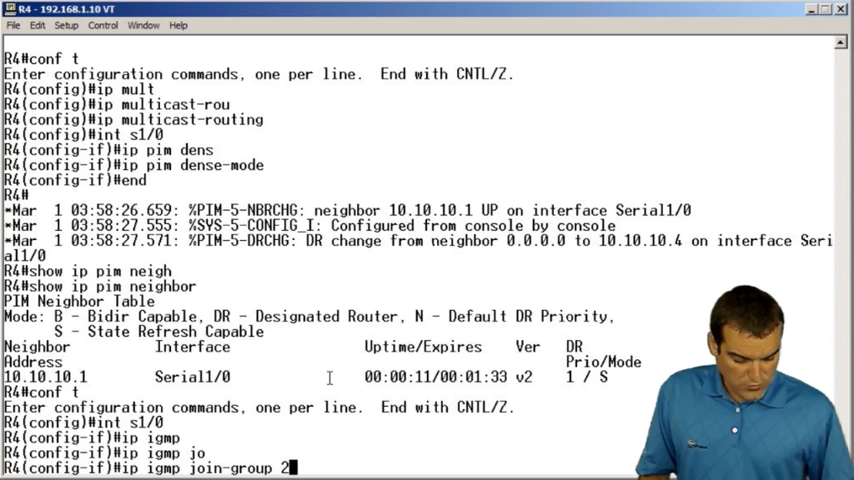 R4 - 192.168.1.10 VT
File Edit Setup Control Window Help
R4#conf t
Enter configuration commands, one per line.  End with CNTL/Z.
R4(config)#ip mult
R4(config)#ip multicast-rou
R4(config)#ip multicast-routing
R4(config)#int s1/0
R4(config-if)#ip pim dens
R4(config-if)#ip pim dense-mode
R4(config-if)#end
R4#
*Mar  1 03:58:26.659: %PIM-5-NBRCHG: neighbor 10.10.10.1 UP on interface Serial1/0
*Mar  1 03:58:27.555: %SYS-5-CONFIG_I: Configured from console by console
*Mar  1 03:58:27.571: %PIM-5-DRCHG: DR change from neighbor 0.0.0.0 to 10.10.10.4 on interface Seri
al1/0
R4#show ip pim neigh
R4#show ip pim neighbor
PIM Neighbor Table
Mode: B - Bidir Capable, DR - Designated Router, N - Default DR Priority,
      S - State Refresh Capable
Neighbor          Interface                Uptime/Expires    Ver   DR
Address                                                            Prio/Mode
10.10.10.1        Serial1/0                00:00:11/00:01:33 v2    1 / S
R4#conf t
Enter configuration commands, one per line.  End with CNTL/Z.
R4(config)#int s1/0
R4(config-if)#ip igmp
R4(config-if)#ip igmp jo
R4(config-if)#ip igmp join-group 2